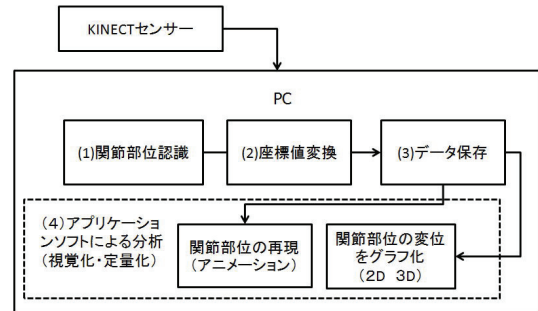 KINECTセンサー
PC
(1)関節部位認識
(2)座標値変換
(3)データ保存
(4)アプリケーショ
ンソフトによる分析
(視覚化・定量化)
関節部位の再現
(アニメーション)
関節部位の変位
をグラフ化
(2D 3D)